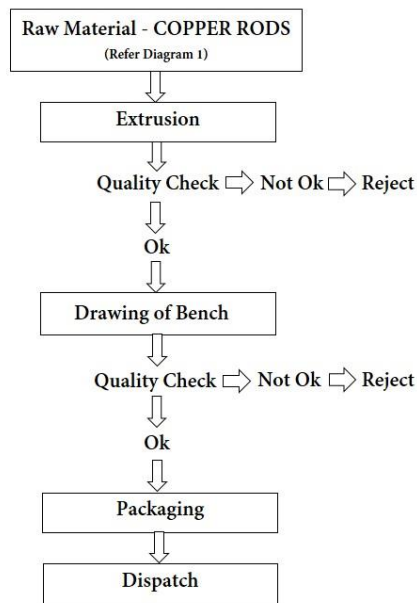 Raw Material - COPPER RODS
(Refer Diagram 1)
Extrusion
Quality Check Not Ok Reject
Ok
Drawing of Bench
Quality Check Not Ok Reject
Ok
Packaging
Dispatch